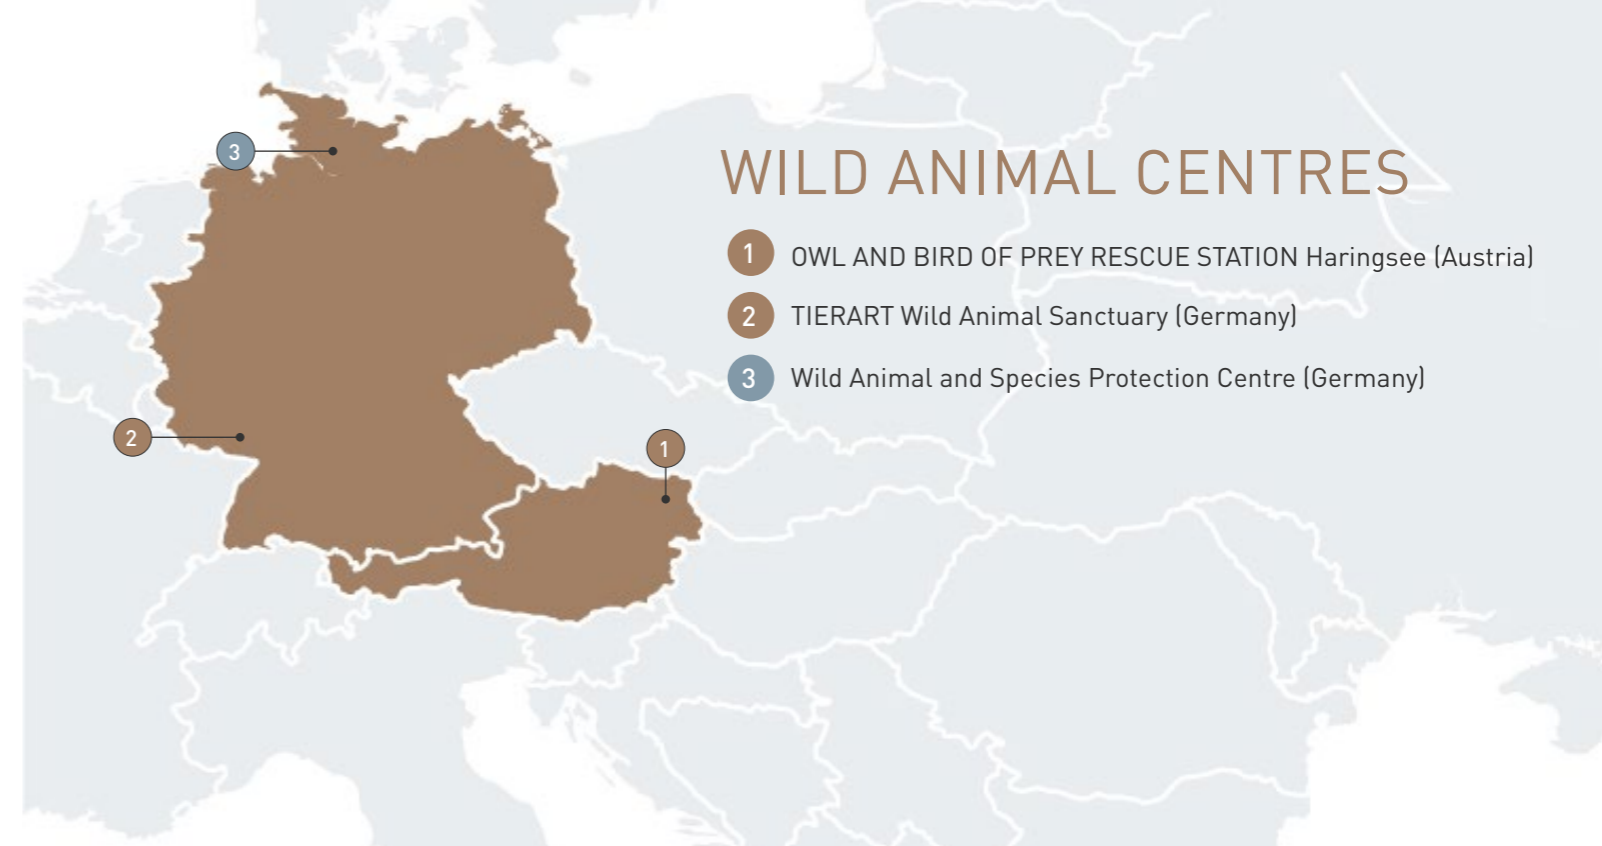 WILD ANIMAL CENTRES
1 OWL AND BIRD OF PREY RESCUE STATION Haringsee (Austria)
2 TIERART Wild Animal Sanctuary (Germany)
3 Wild Animal and Species Protection Centre (Germany)
3
2
1